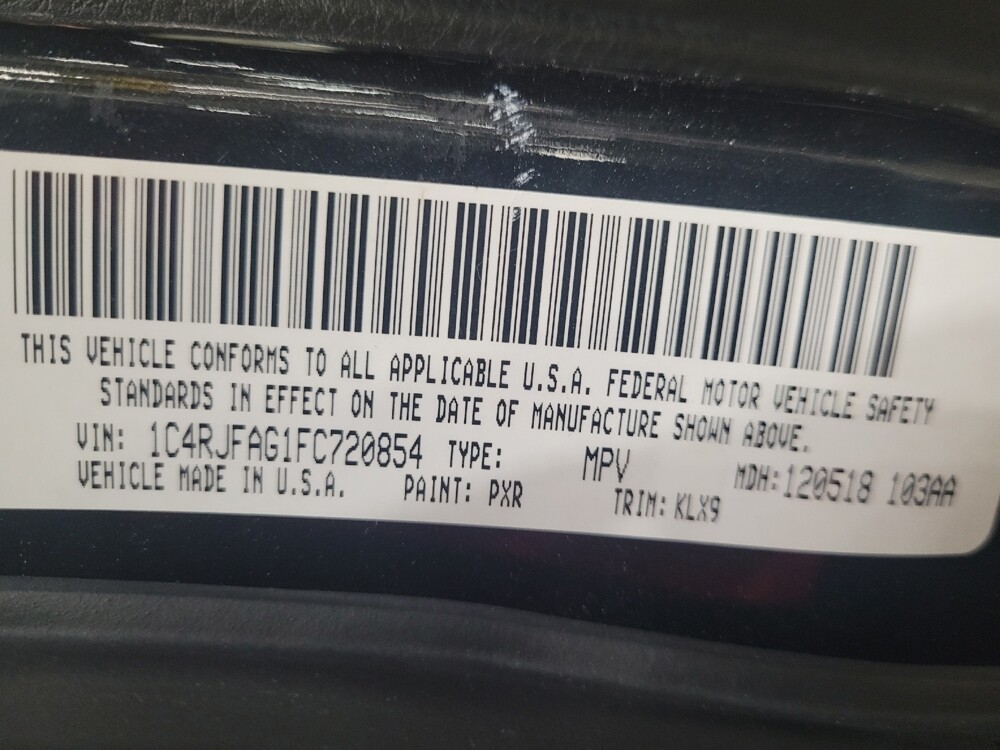 THIS VEHICLE CONFORMS TO ALL APPLICABLE U.S.A. FEDERAL MOTOR VEHICLE SAFETY
STANDARDS IN EFFECT ON THE DATE OF MANUFACTURE SHOWN ABOVE.
VIN: 1C4RJFAG1FC720854 TYPE: MPV MDH:120518 103AA
VEHICLE MADE IN U.S.A. PAINT: PXR TRIM: KLX9